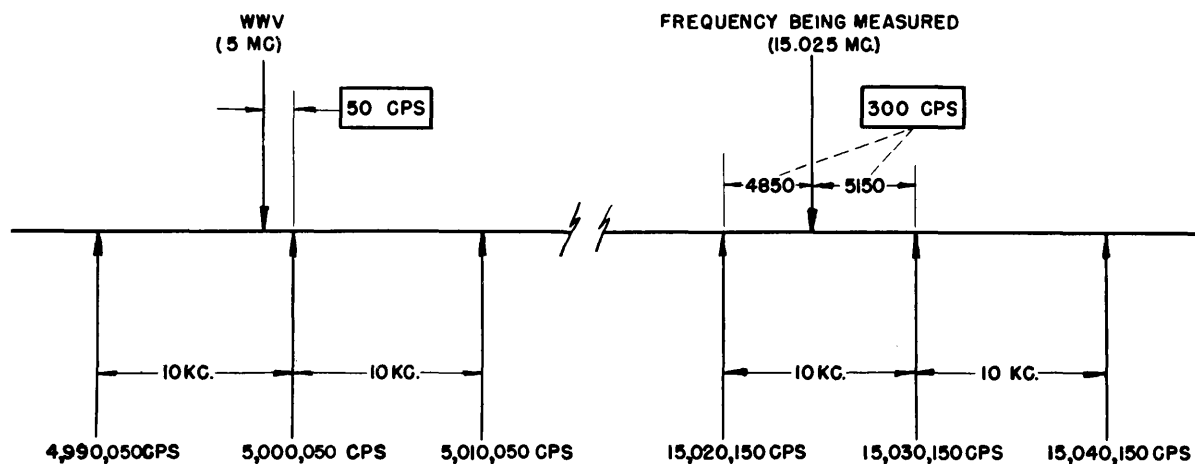 WWV
(5 MC)
50 CPS
FREQUENCY BEING MEASURED
(15.025 MC.)
300 CPS
4850
5150
10 KC.
10 KC.
10 KC.
10 KC.
4,990,050 CPS
5,000,050 CPS
5,010,050 CPS
15,020,150 CPS
15,030,150 CPS
15,040,150 CPS